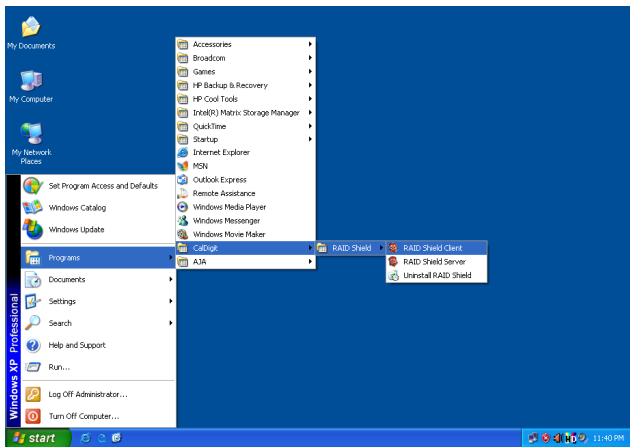 My Documents
My Computer
My Network
Places
Accessories
Broadcom
Games
HP Backup & Recovery
HP Cool Tools
Intel(R) Matrix Storage Manager
QuickTime
Startup
Internet Explorer
MSN
Outlook Express
Remote Assistance
Windows Media Player
Windows Messenger
Windows Movie Maker
CalDigit
AJA
RAID Shield
RAID Shield Client
RAID Shield Server
Uninstall RAID Shield
Set Program Access and Defaults
Windows Catalog
Windows Update
Programs
Documents
Settings
Search
Help and Support
Run...
Log Off Administrator...
Turn Off Computer...
Windows XP Professional
start
11:40 PM